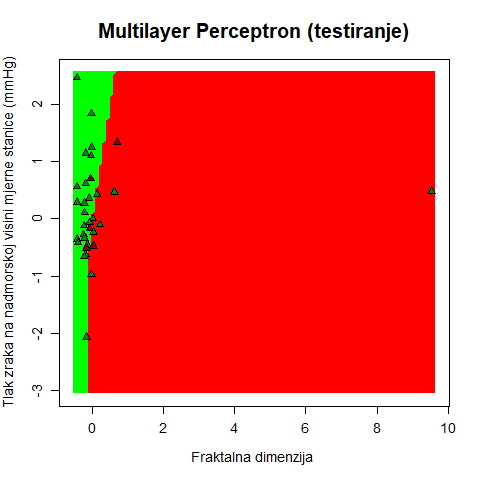 Multilayer Perceptron (testiranje)
Tlak zraka na nadmorskoj visini mjerne stanice (mmHg)
2
1
0
-1
-2
-3
0 2 4 6 8 10
Fraktalna dimenzija